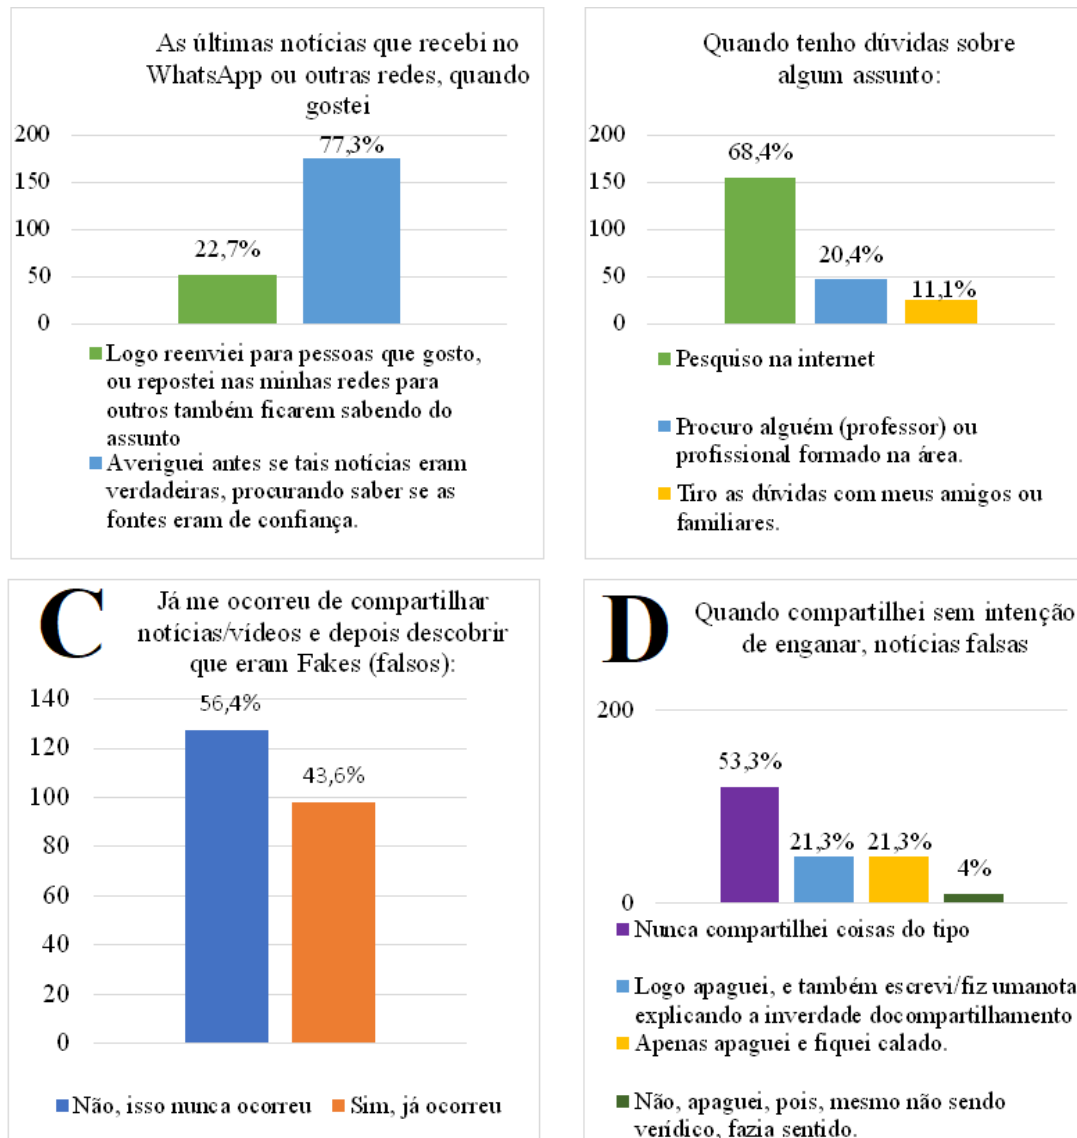 As últimas notícias que recebi no
WhatsApp ou outras redes, quando
gostei
200
150
100
50
0
22,7%
77,3%
Logo reenviei para pessoas que gosto,
ou repostei nas minhas redes para
outros também ficarem sabendo do
assunto
Averiguei antes se tais notícias eram
verdadeiras, procurando saber se as
fontes eram de confiança.
Quando tenho dúvidas sobre
algum assunto:
200
150
100
50
0
68,4%
20,4%
11,1%
Pesquiso na internet
Procuro alguém (professor) ou
profissional formado na área.
Tiro as dúvidas com meus amigos ou
familiares.
C
Já me ocorreu de compartilhar
notícias/vídeos e depois descobrir
que eram Fakes (falsos):
140
120
100
80
60
40
20
0
56,4%
43,6%
Não, isso nunca ocorreu
Sim, já ocorreu
D
Quando compartilhei sem intenção
de enganar, notícias falsas
200
0
53,3%
21,3%
21,3%
4%
Nunca compartilhei coisas do tipo
Logo apaguei, e também escrevi/fiz umanota
explicando a inverdade docompartilhamento
Apenas apaguei e fiquei calado.
Não, apaguei, pois, mesmo não sendo
verídico, fazia sentido.